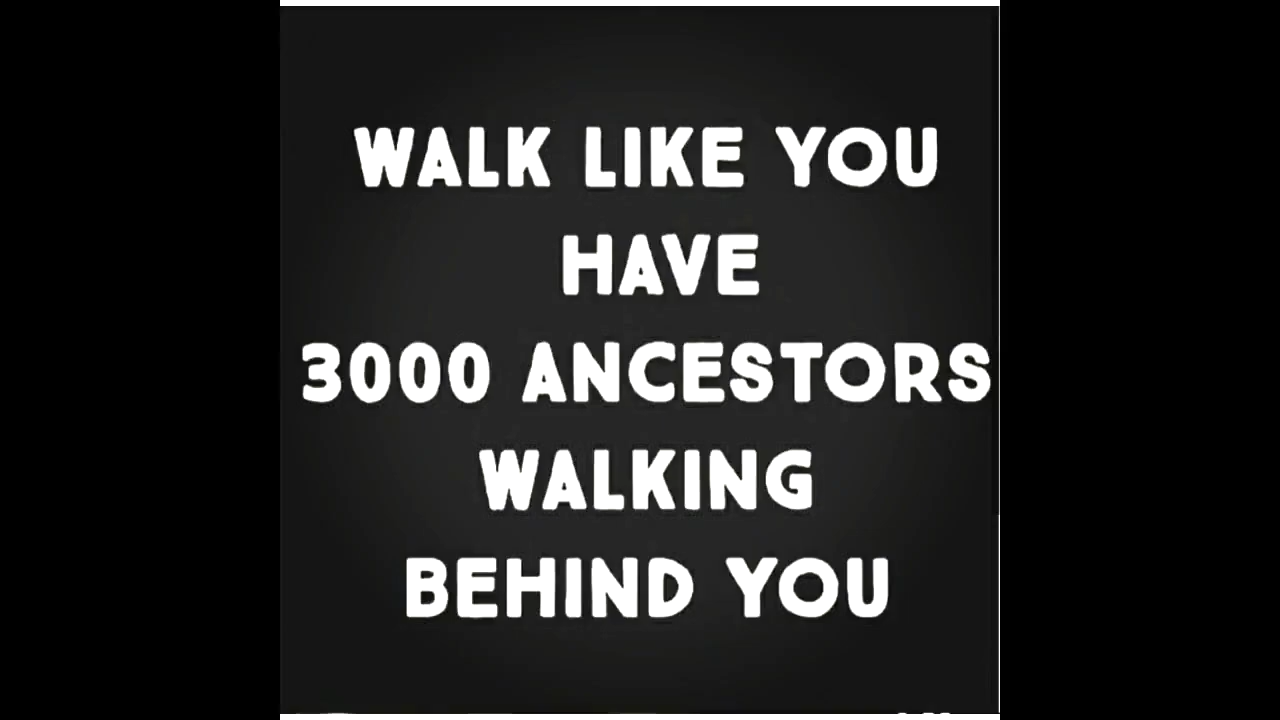 WALK LIKE YOU
HAVE
3000 ANCESTORS
WALKING
BEHIND YOU